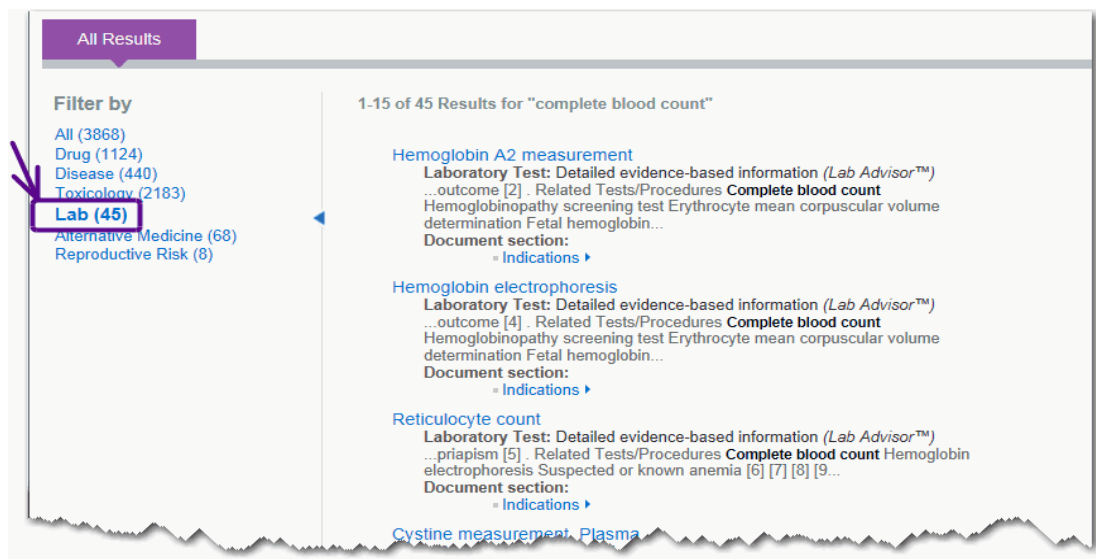 All Results
Filter by
All (3868)
Drug (1124)
Disease (440)
Toxicology (2183)
Lab (45)
Alternative Medicine (68)
Reproductive Risk (8)
1-15 of 45 Results for "complete blood count"
Hemoglobin A2 measurement
Laboratory Test: Detailed evidence-based information (Lab Advisor™)
...outcome [2] . Related Tests/Procedures Complete blood count
Hemoglobinopathy screening test Erythrocyte mean corpuscular volume
determination Fetal hemoglobin...
Document section:
Indications
Hemoglobin electrophoresis
Laboratory Test: Detailed evidence-based information (Lab Advisor™)
...outcome [4] . Related Tests/Procedures Complete blood count
Hemoglobinopathy screening test Erythrocyte mean corpuscular volume
determination Fetal hemoglobin...
Document section:
Indications
Reticulocyte count
Laboratory Test: Detailed evidence-based information (Lab Advisor™)
...priapism [5] . Related Tests/Procedures Complete blood count Hemoglobin
electrophoresis Suspected or known anemia [6] [7] [8] [9...
Document section:
Indications
Cystine measurement, Plasma